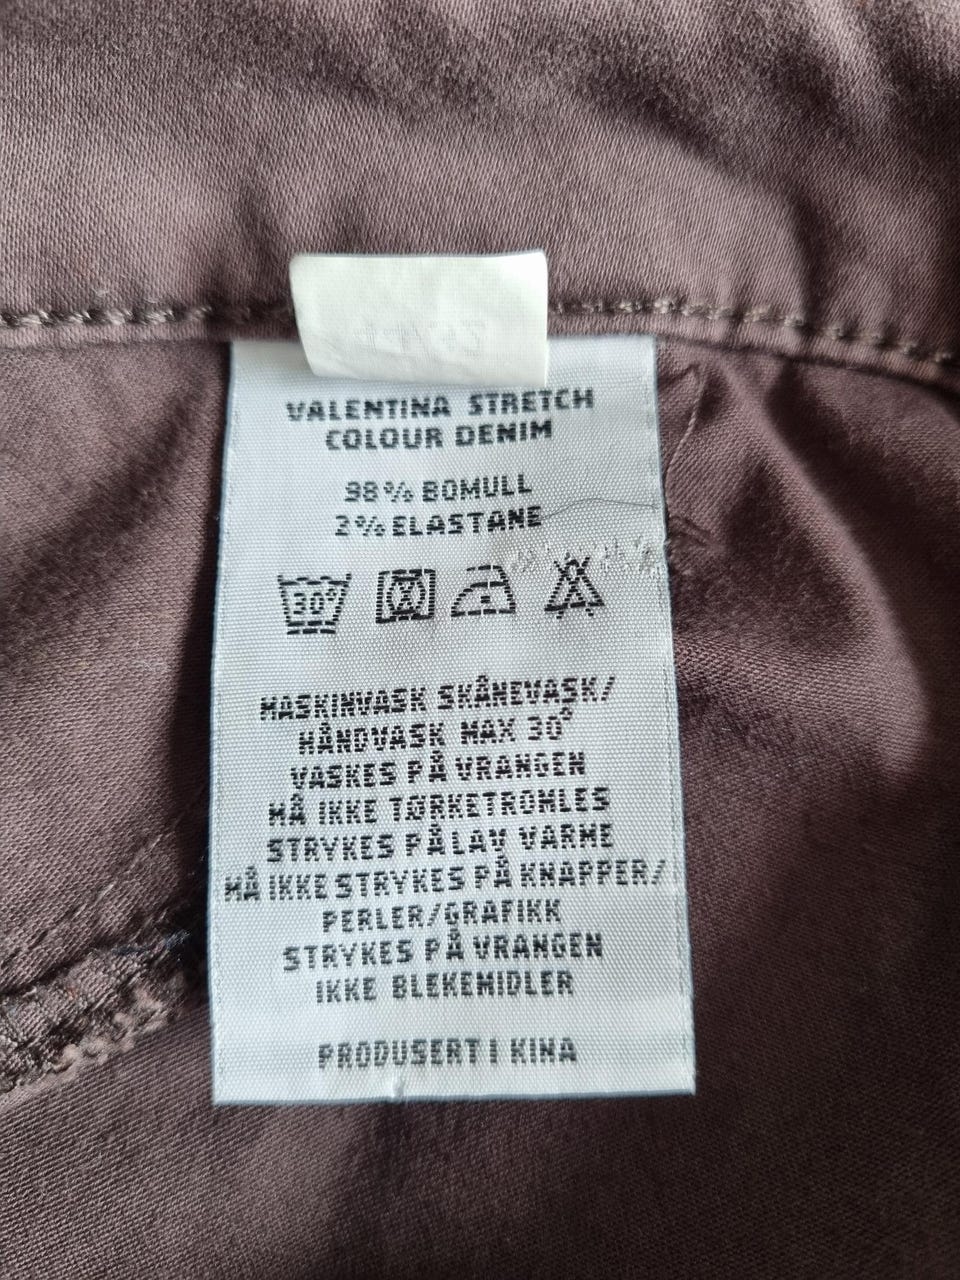 VALENTINA STRETCH
COLOUR DENIM
98% BOMULL
2% ELASTANE
30°
MASKINVASK SKÅNEVASK/
HÅNDVASK MAX 30°
VASKES PÅ VRANGEN
MÅ IKKE TØRKETROMLES
STRYKES PÅ LAV VARME
MÅ IKKE STRYKES PÅ KNAPPER/
PERLER/GRAFIKK
STRYKES PÅ VRANGEN
IKKE BLEKEMIDLER
PRODUSERT I KINA